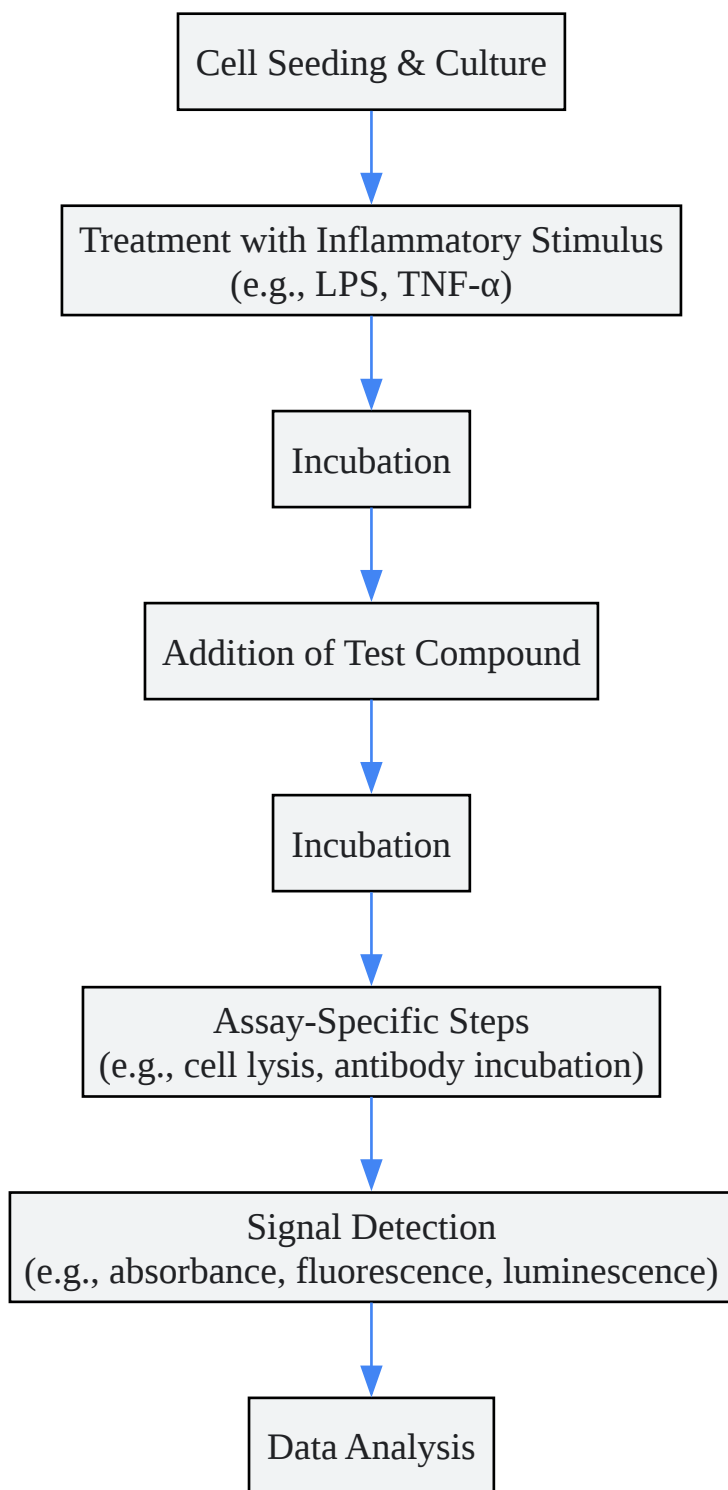 Cell Seeding & Culture
Treatment with Inflammatory Stimulus
(e.g., LPS, TNF-α)
Incubation
Addition of Test Compound
Incubation
Assay-Specific Steps
(e.g., cell lysis, antibody incubation)
Signal Detection
(e.g., absorbance, fluorescence, luminescence)
Data Analysis